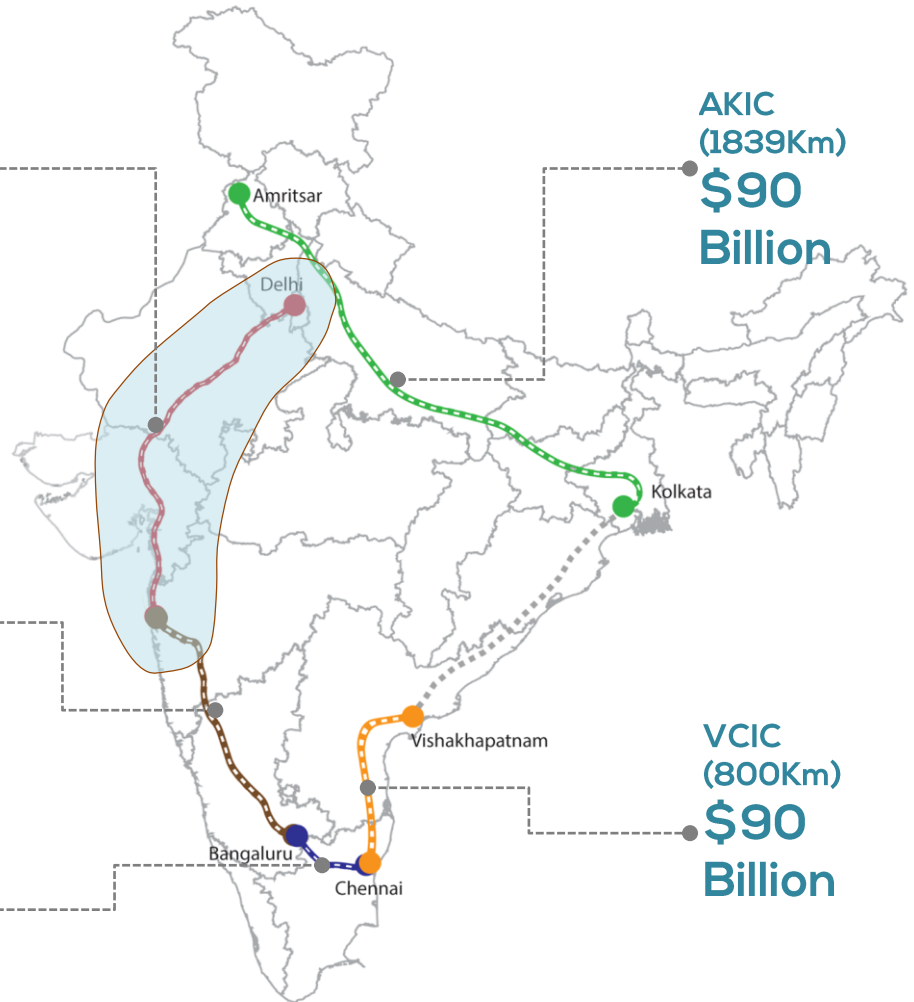 AKIC
(1839Km)
$90
Billion
Amritsar
Delhi
Kolkata
Vishakhapatnam
VCIC
(800Km)
$90
Billion
Bangaluru
Chennai